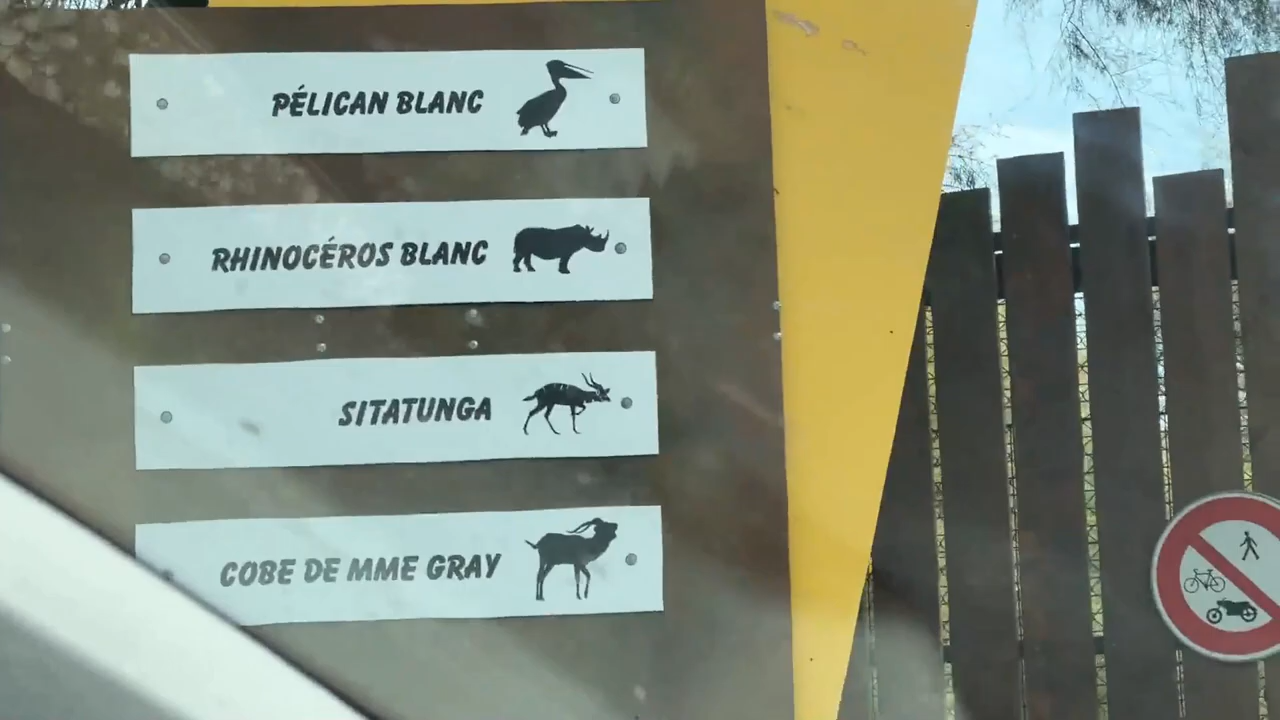 PÉLICAN BLANC
RHINOCÉROS BLANC
SITATUNGA
COBE DE MME GRAY